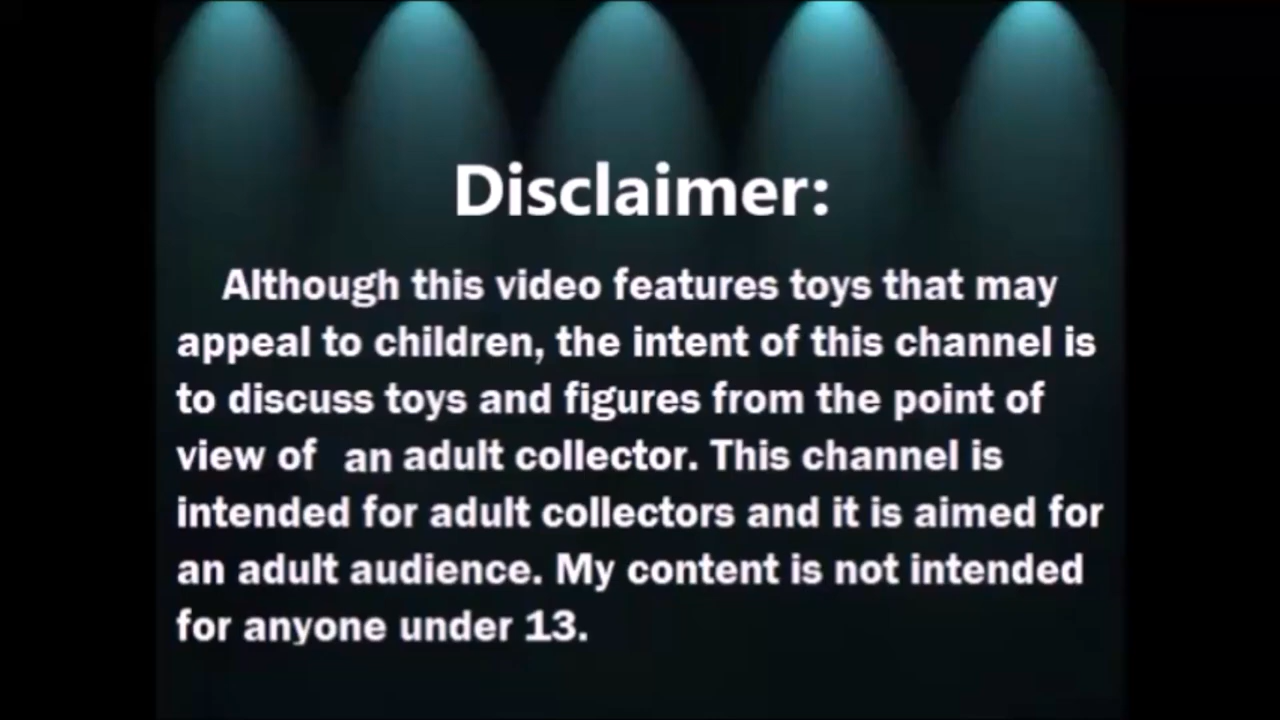 Disclaimer:
Although this video features toys that may
appeal to children, the intent of this channel is
to discuss toys and figures from the point of
view of an adult collector. This channel is
intended for adult collectors and it is aimed for
an adult audience. My content is not intended
for anyone under 13.